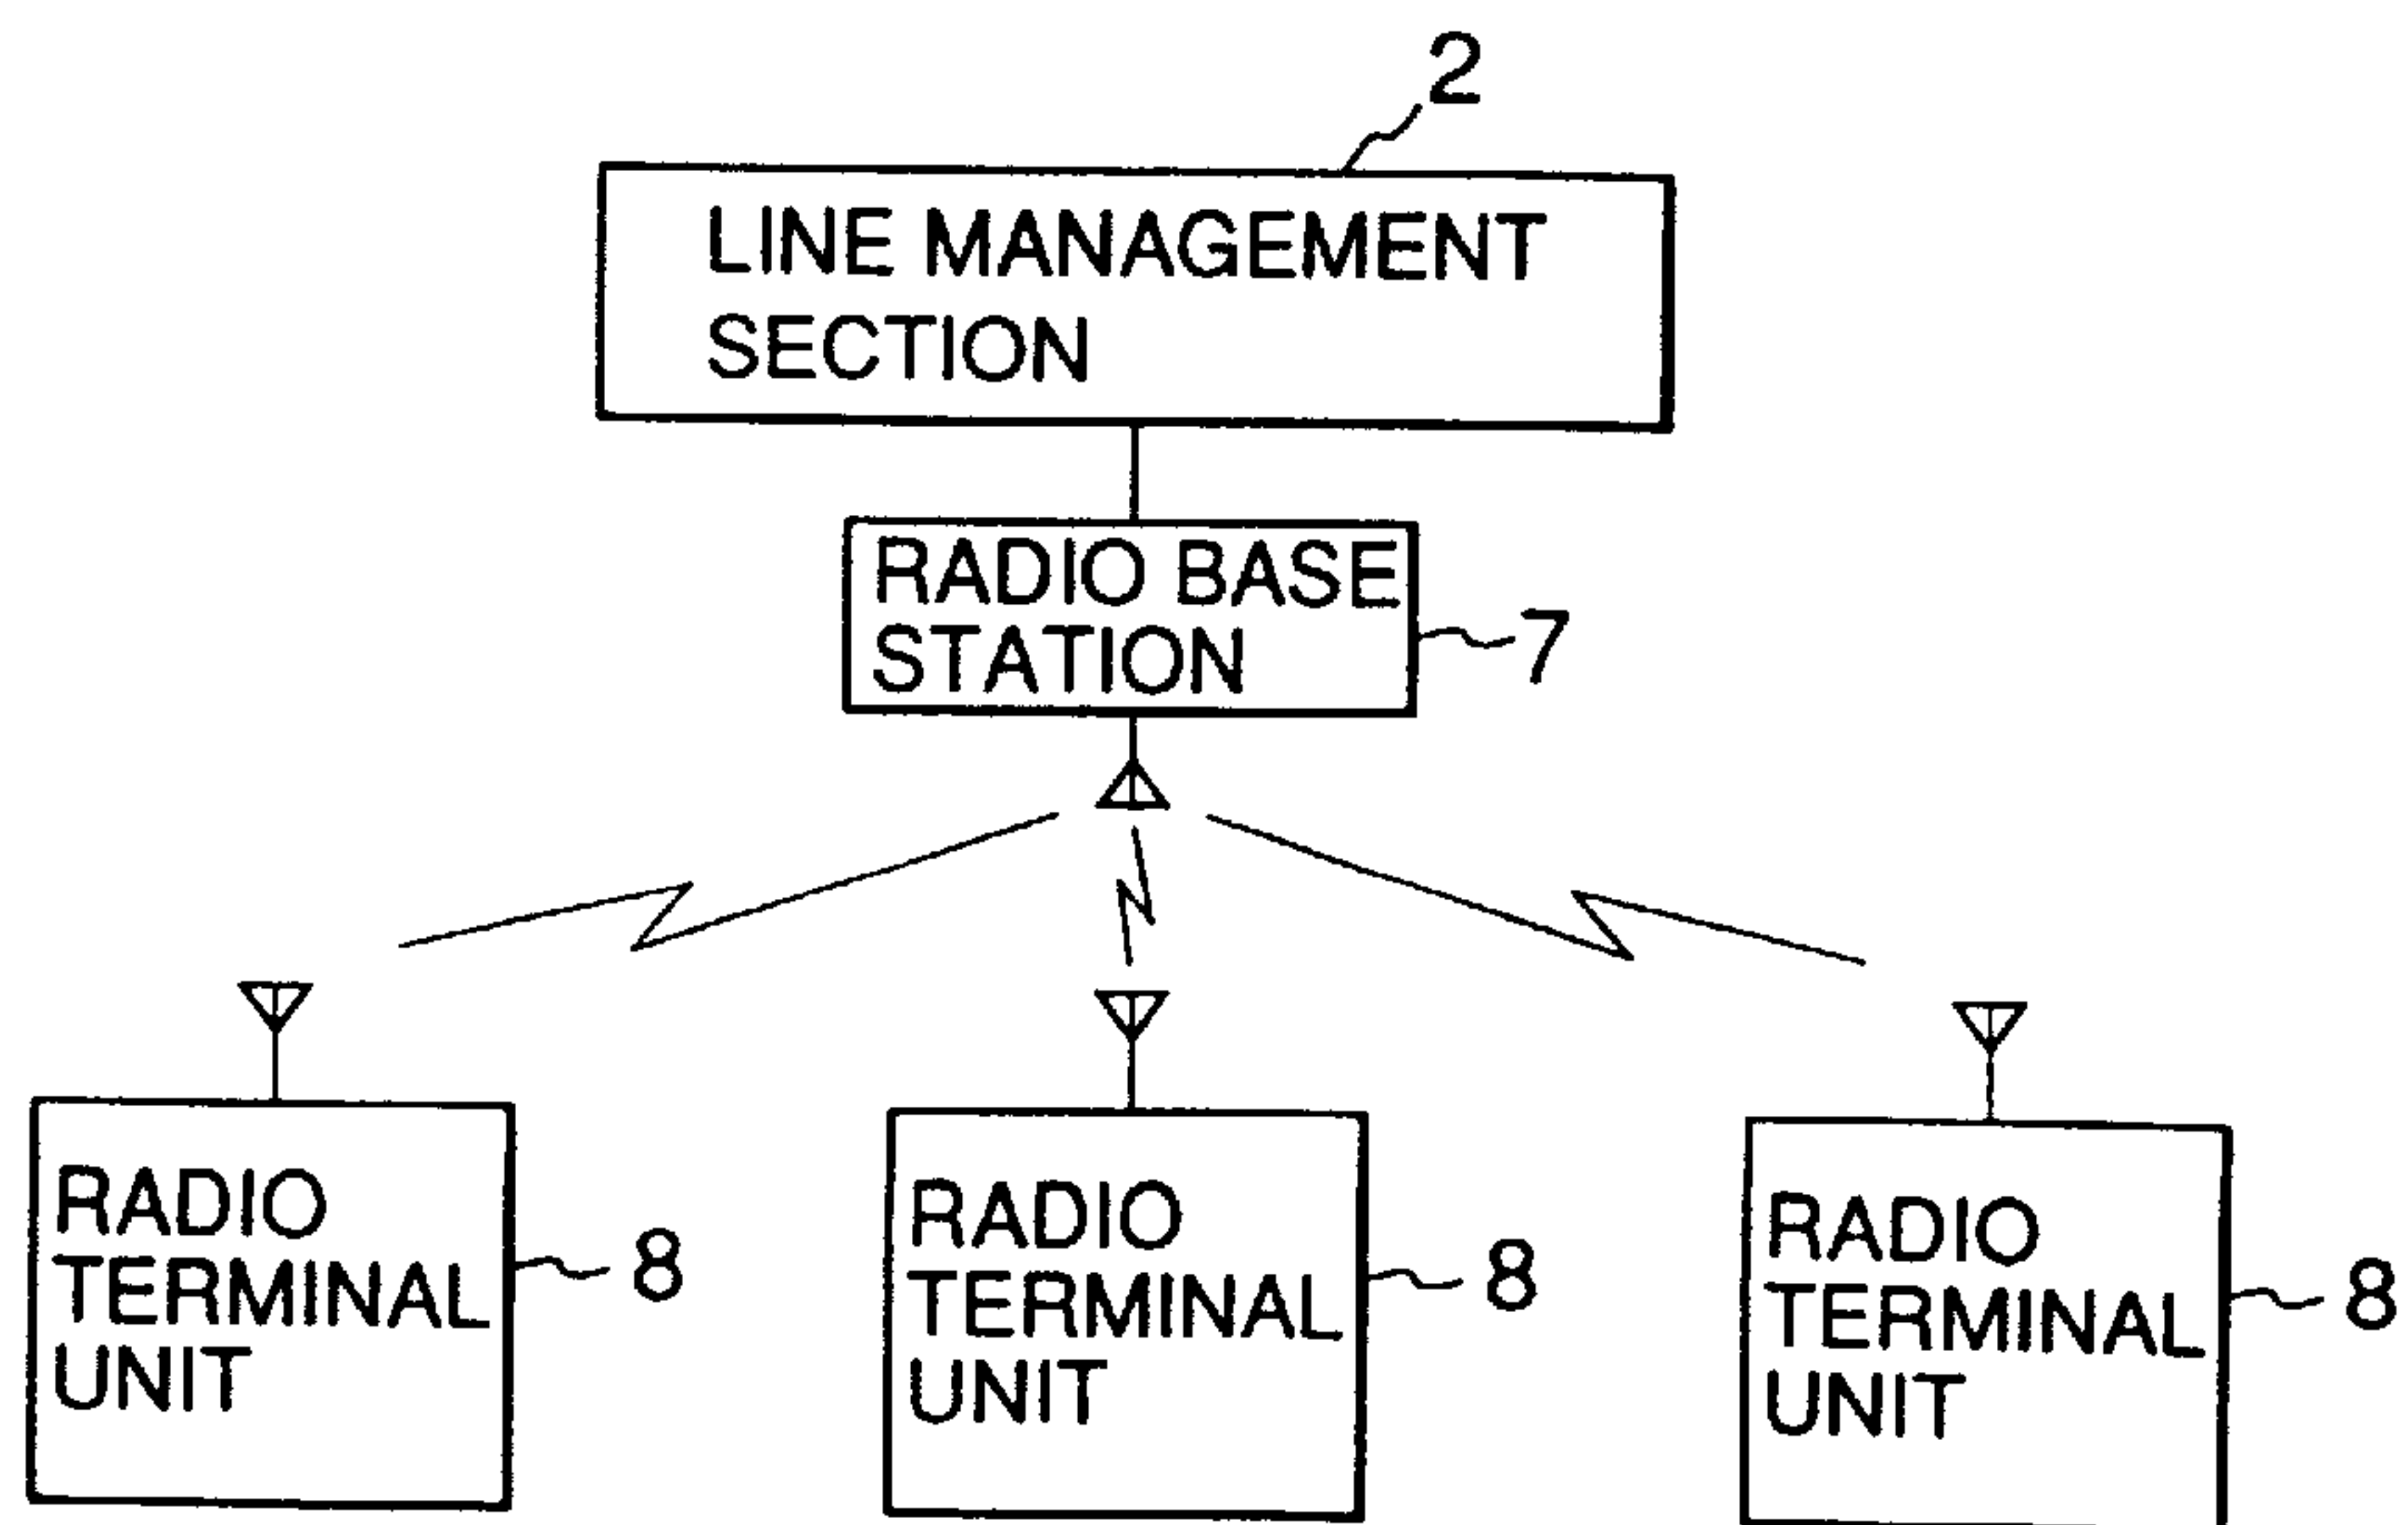 2
LINE MANAGEMENT
SECTION
RADIO BASE
STATION
7
RADIO
TERMINAL
UNIT
8
RADIO
TERMINAL
UNIT
8
RADIO
TERMINAL
UNIT
8